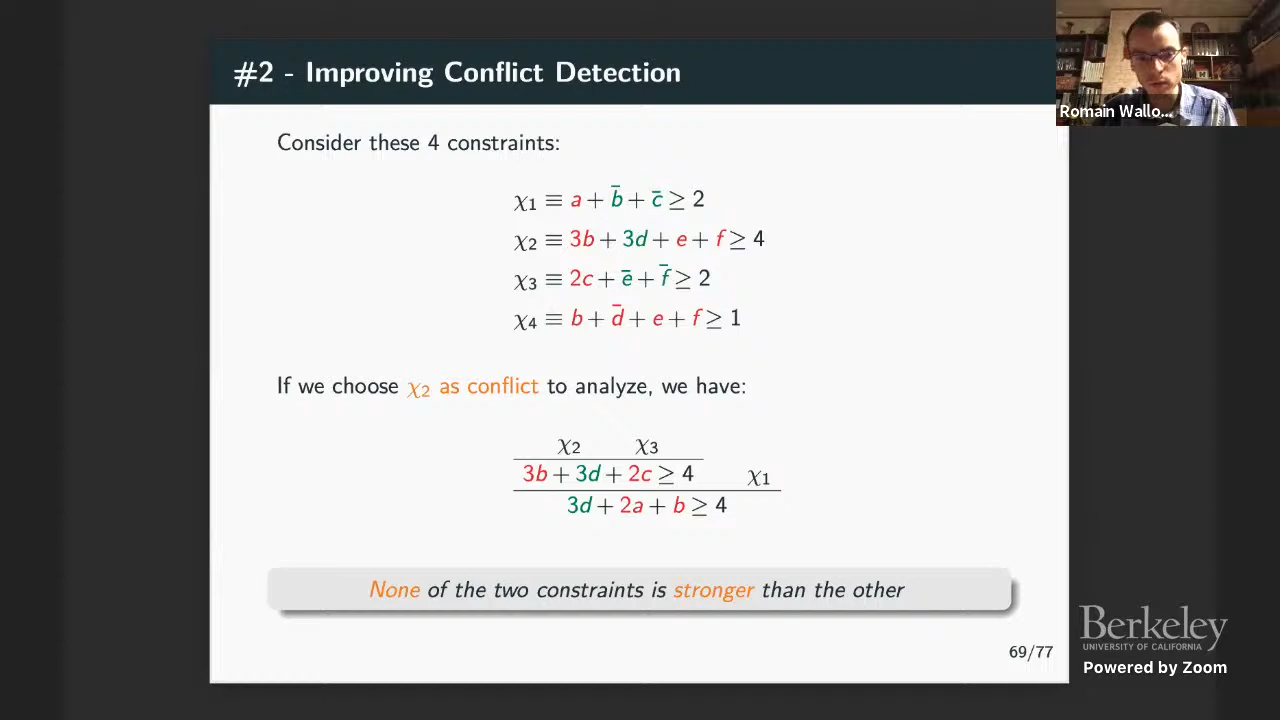 #2 - Improving Conflict Detection
Romain Wallo...
Consider these 4 constraints:
χ₁ ≡ a + b̄ + c̄ ≥ 2
χ₂ ≡ 3b + 3d + e + f ≥ 4
χ₃ ≡ 2c + ē + f̄ ≥ 2
χ₄ ≡ b + d̄ + e + f ≥ 1
If we choose χ₂ as conflict to analyze, we have:
χ₂ χ₃
3b + 3d + 2c ≥ 4 χ₁
3d + 2a + b ≥ 4
None of the two constraints is stronger than the other
69/77
Berkeley
UNIVERSITY OF CALIFORNIA
Powered by Zoom